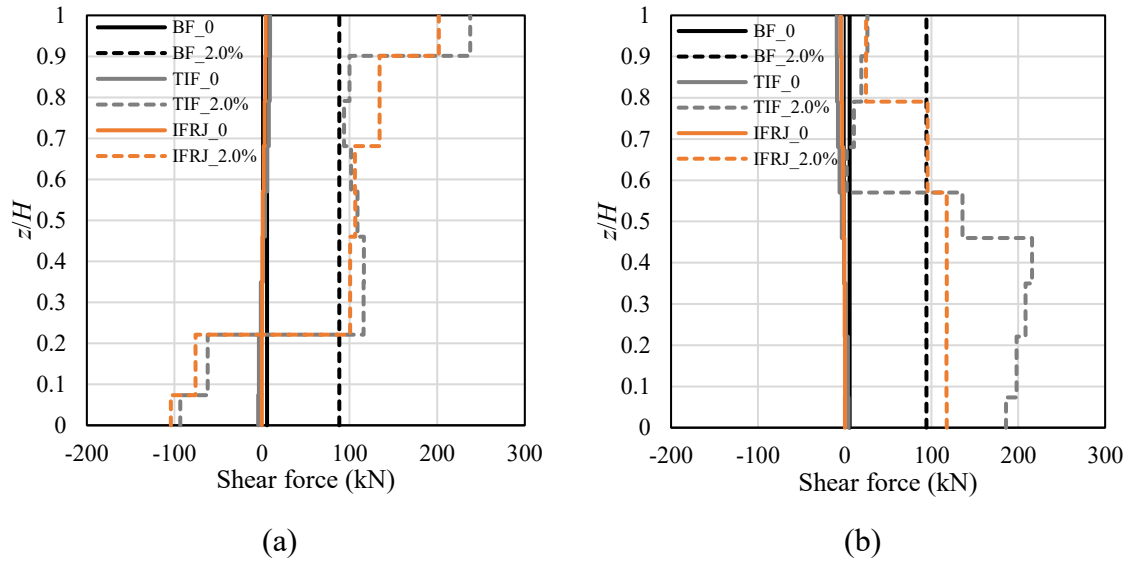 1
0.9
0.8
0.7
0.6
0.5
0.4
0.3
0.2
0.1
0
z/H
BF_0
BF_2.0%
TIF_0
TIF_2.0%
IFRJ_0
IFRJ_2.0%
-200 -100 0 100 200 300
Shear force (kN)
(a)
1
0.9
0.8
0.7
0.6
0.5
0.4
0.3
0.2
0.1
0
z/H
BF_0
BF_2.0%
TIF_0
TIF_2.0%
IFRJ_0
IFRJ_2.0%
-200 -100 0 100 200 300
Shear force (kN)
(b)